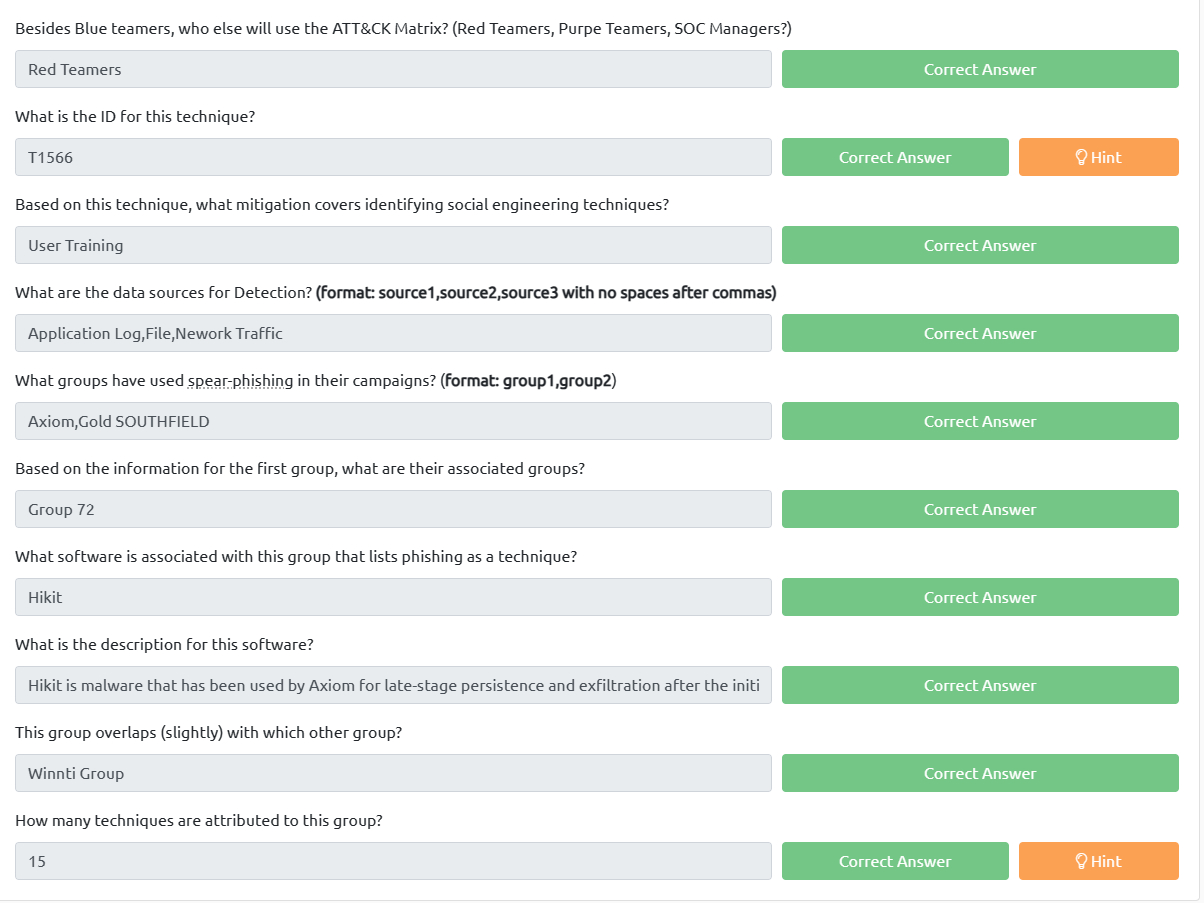 Besides Blue teamers, who else will use the ATT&CK Matrix? (Red Teamers, Purpe Teamers, SOC Managers?)
Red Teamers Correct Answer
What is the ID for this technique?
T1566 Correct Answer Hint
Based on this technique, what mitigation covers identifying social engineering techniques?
User Training Correct Answer
What are the data sources for Detection? (format: source1,source2,source3 with no spaces after commas)
Application Log,File,Nework Traffic Correct Answer
What groups have used spear-phishing in their campaigns? (format: group1,group2)
Axiom,Gold SOUTHFIELD Correct Answer
Based on the information for the first group, what are their associated groups?
Group 72 Correct Answer
What software is associated with this group that lists phishing as a technique?
Hikit Correct Answer
What is the description for this software?
Hikit is malware that has been used by Axiom for late-stage persistence and exfiltration after the initi Correct Answer
This group overlaps (slightly) with which other group?
Winnti Group Correct Answer
How many techniques are attributed to this group?
15 Correct Answer Hint